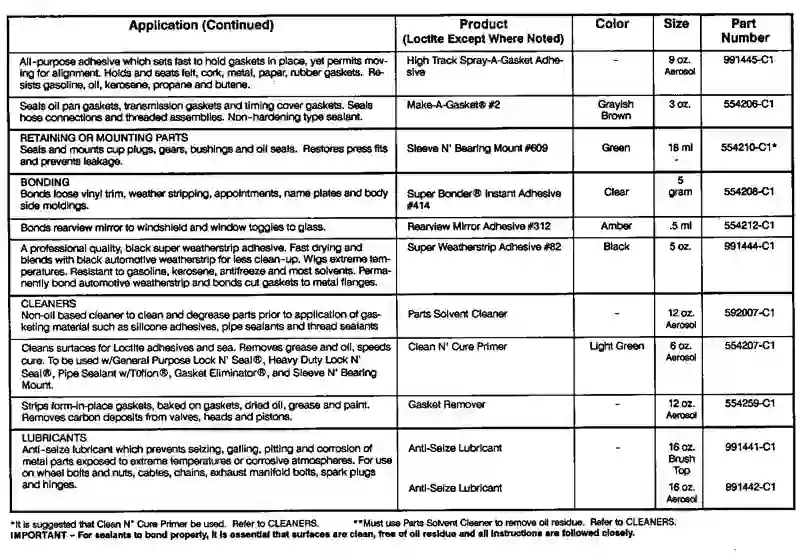 Application (Continued) Product (Loctite Except Where Noted) Color Size Part Number
All-purpose adhesive which sets fast to hold gaskets in place, yet permits mov- High Track Spray-A-Gasket Adhe- - 9 oz. 991445-C1
ing for alignment. Holds and seats felt, cork, metal, paper, rubber gaskets. Re- sive Aerosol
sists gasoline, oil, kerosene, propane and butene.
Seals oil pan gaskets, transmission gaskets and timing cover gaskets. Seals Make-A-Gasket® #2 Grayish 3 oz. 554206-C1
hose connections and threaded assemblies. Non-hardening type sealant. Brown
RETAINING OR MOUNTING PARTS
Seals and mounts cup plugs, gears, bushings and oil seals. Restores press fits Sleeve N' Bearing Mount #609 Green 18 ml 554210-C1*
and prevents leakage. -
BONDING 5
Bonds loose vinyl trim, weather stripping, appointments, name plates and body Super Bonder® Instant Adhesive Clear gram 554208-C1
side moldings. #414
Bonds rearview mirror to windshield and window toggles to glass. Rearview Mirror Adhesive #312 Amber .5 ml 554212-C1
A professional quality, black super weatherstrip adhesive. Fast drying and Super Weatherstrip Adhesive #82 Black 5 oz. 991444-C1
blends with black automotive weatherstrip for less clean-up. Wigs extreme tem-
peratures. Resistant to gasoline, kerosene, antifreeze and most solvents. Perma-
nently bond automotive weatherstrip and bonds cut gaskets to metal flanges.
CLEANERS
Non-oil based cleaner to clean and degrease parts prior to application of gas- Parts Solvent Cleaner - 12 oz. 592007-C1
keting material such as silicone adhesives, pipe sealants and thread sealants Aerosol
Cleans surfaces for Loctite adhesives and sea. Removes grease and oil, speeds Clean N' Cure Primer Light Green 6 oz. 554207-C1
cure. To be used w/General Purpose Lock N' Seal®, Heavy Duty Lock N' Aerosol
Seal®, Pipe Sealant w/Tōflon®, Gasket Eliminator®, and Sleeve N' Bearing
Mount.
Strips form-in-place gaskets, baked on gaskets, dried oil, grease and paint. Gasket Remover - 12 oz. 554259-C1
Removes carbon deposits from valves, heads and pistons. Aerosol
LUBRICANTS
Anti-seize lubricant which prevents seizing, galling, pitting and corrosion of Anti-Seize Lubricant - 16 oz. 991441-C1
metal parts exposed to extreme temperatures or corrosive atmospheres. For use Brush
on wheel bolts and nuts, cables, chains, exhaust manifold bolts, spark plugs Top
and hinges. Anti-Seize Lubricant 16 oz. 991442-C1
Aerosol
*It is suggested that Clean N' Cure Primer be used. Refer to CLEANERS. **Must use Parts Solvent Cleaner to remove oil residue. Refer to CLEANERS.
IMPORTANT - For sealants to bond properly, it is essential that surfaces are clean, free of oil residue and all instructions are followed closely.